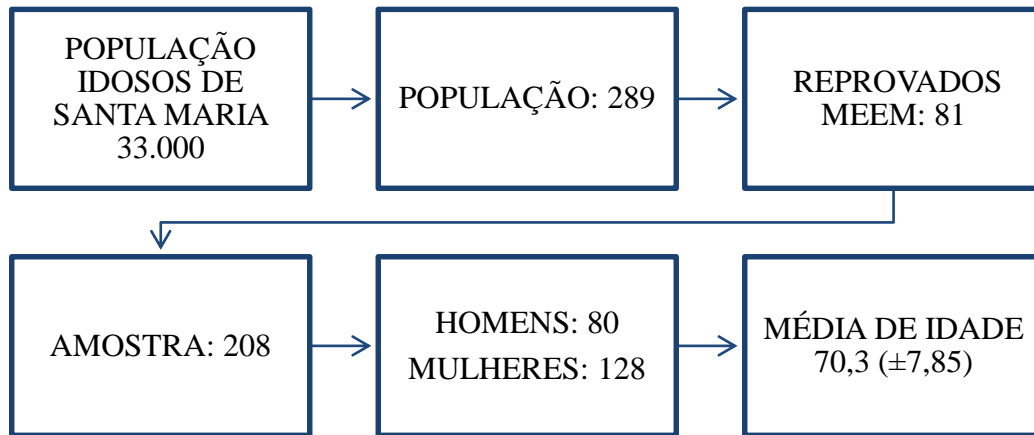 POPULAÇÃO
IDOSOS DE
SANTA MARIA
33.000
POPULAÇÃO: 289
REPROVADOS
MEEM: 81
AMOSTRA: 208
HOMENS: 80
MULHERES: 128
MÉDIA DE IDADE
70,3 (±7,85)